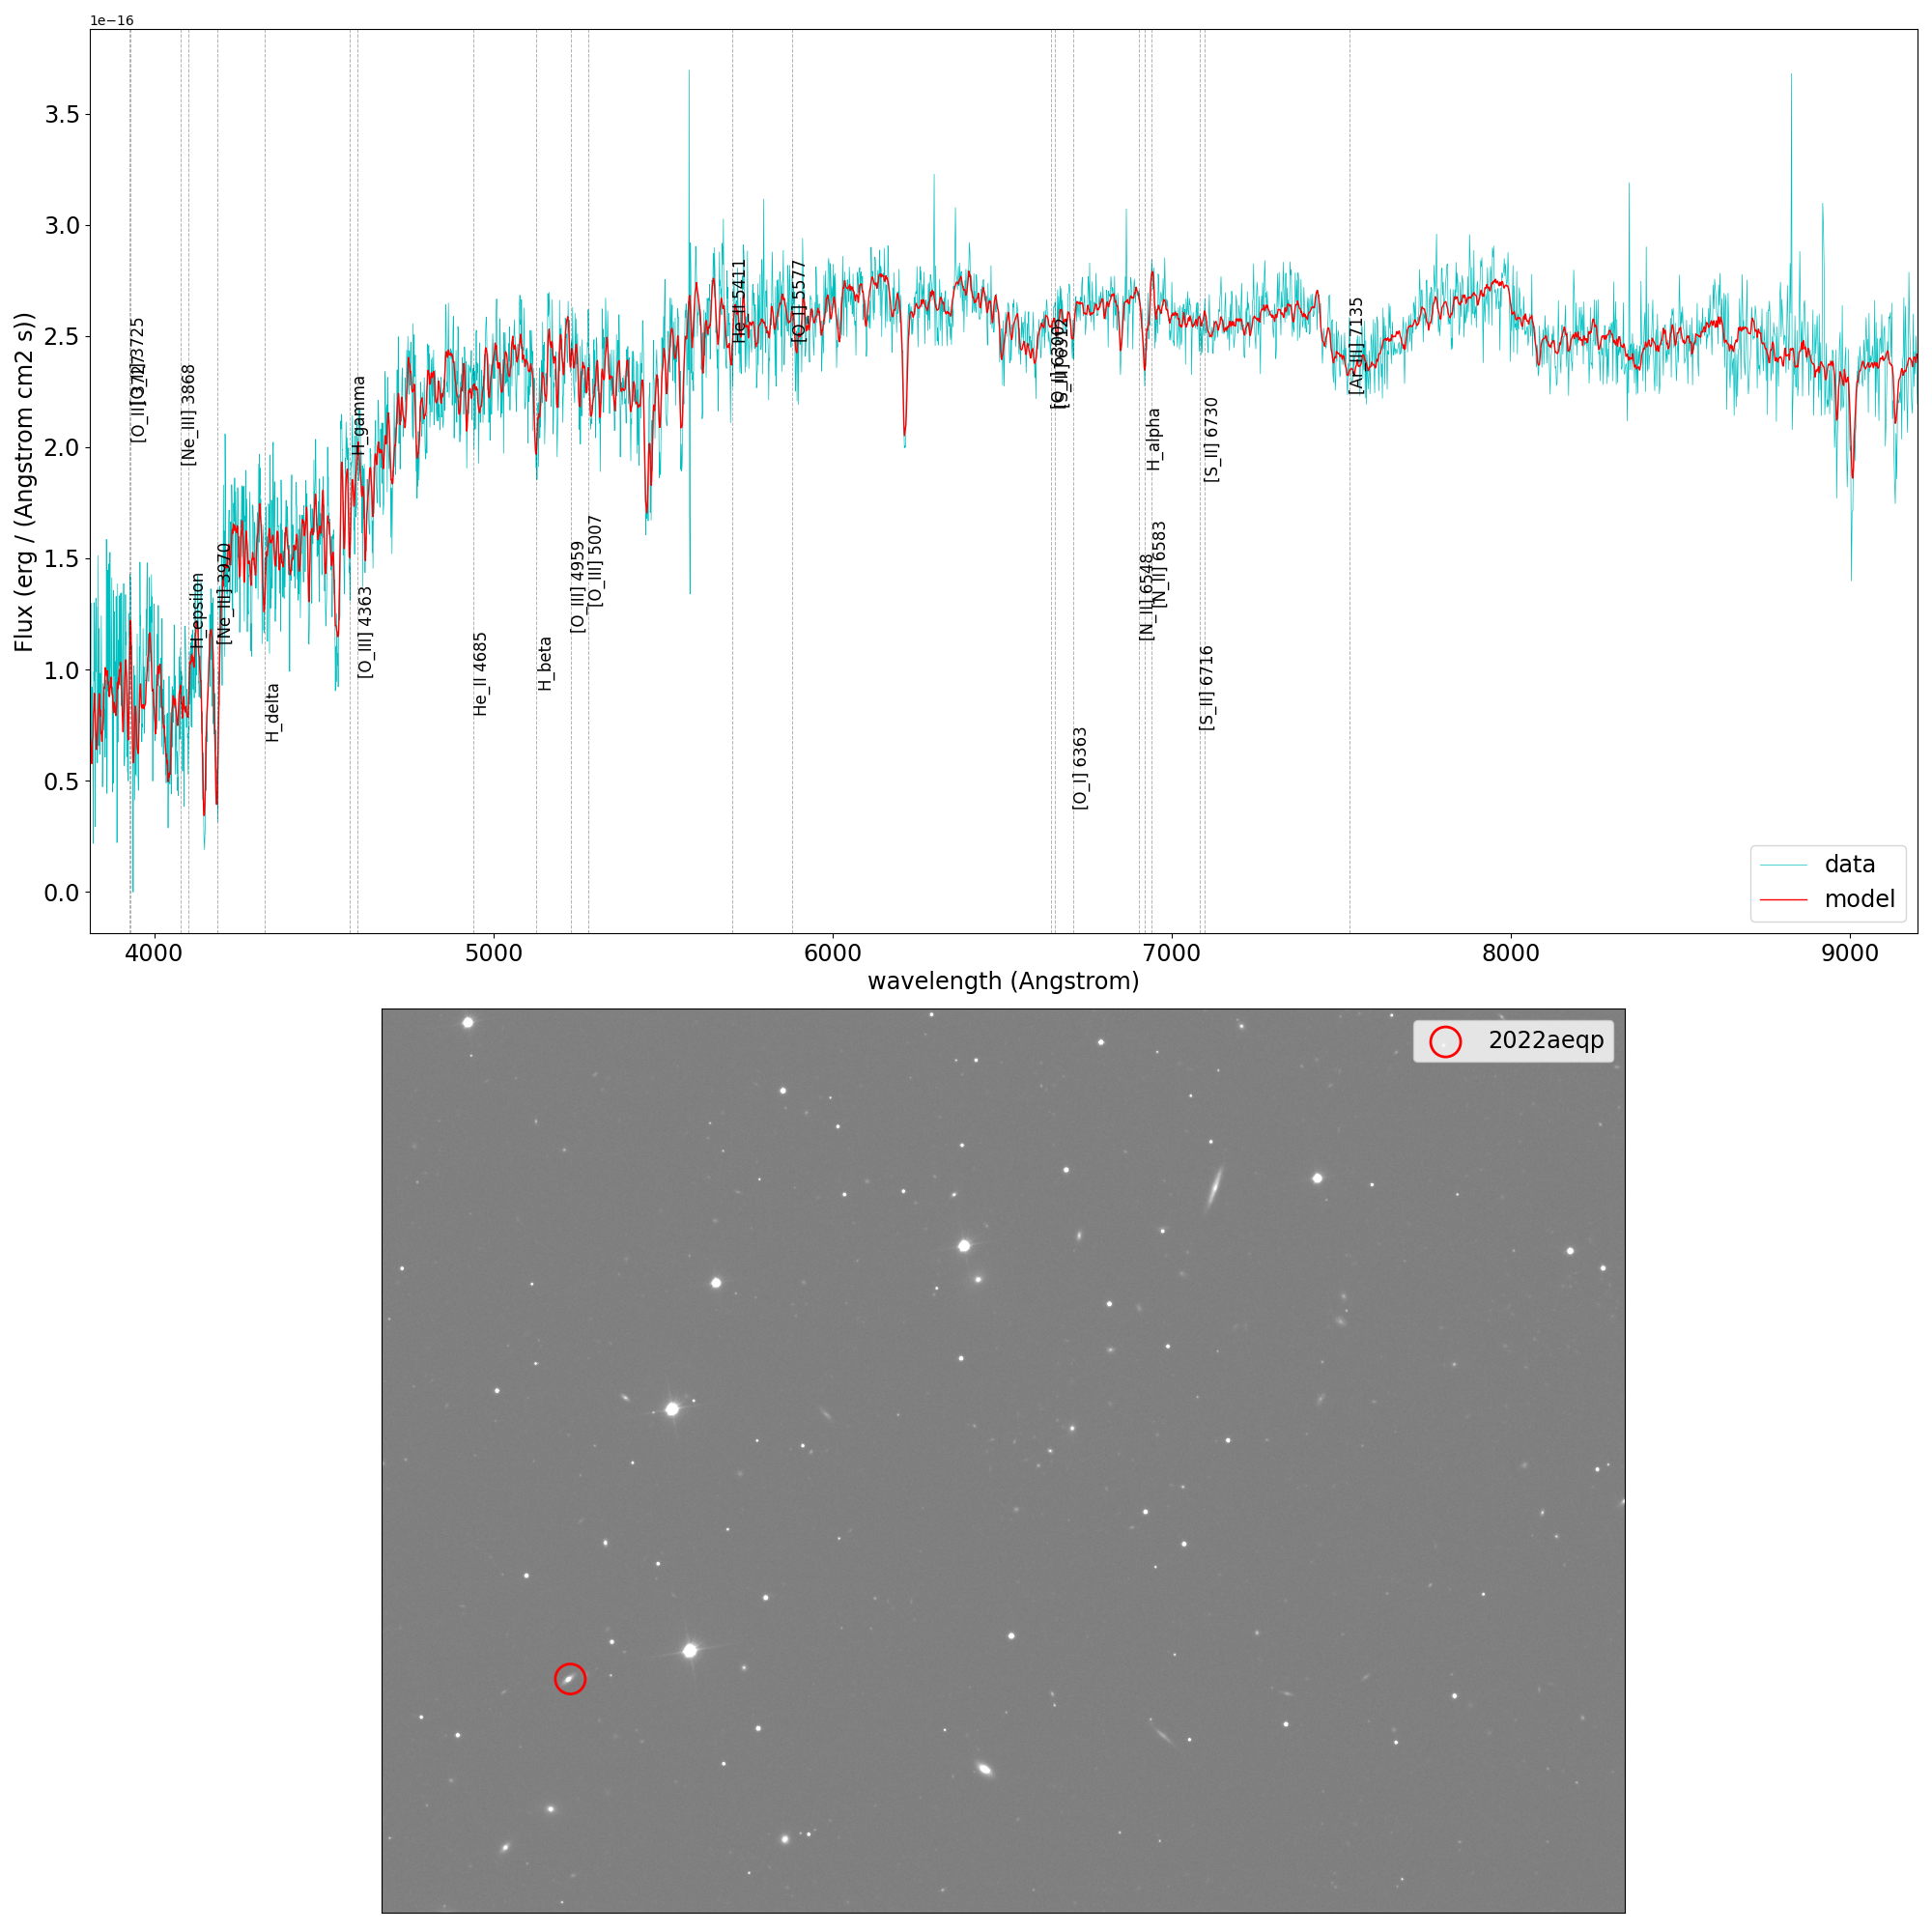 1e−16
Flux (erg / (Angstrom cm2 s))
3.5
3.0
2.5
2.0
1.5
1.0
0.5
0.0
[O_II] 3725
[Ne_III] 3868
H_epsilon
[Ne_III] 3970
H_delta
H_gamma
[O_III] 4363
He_II 4685
H_beta
[O_III] 4959
[O_III] 5007
He_II 5411
[O_I] 5577
[O_I] 6363
[N_II] 6548
H_alpha
[N_II] 6583
[S_II] 6716
[S_II] 6730
[Ar_III] 7135
data
model
4000 5000 6000 7000 8000 9000
wavelength (Angstrom)
2022aeqp